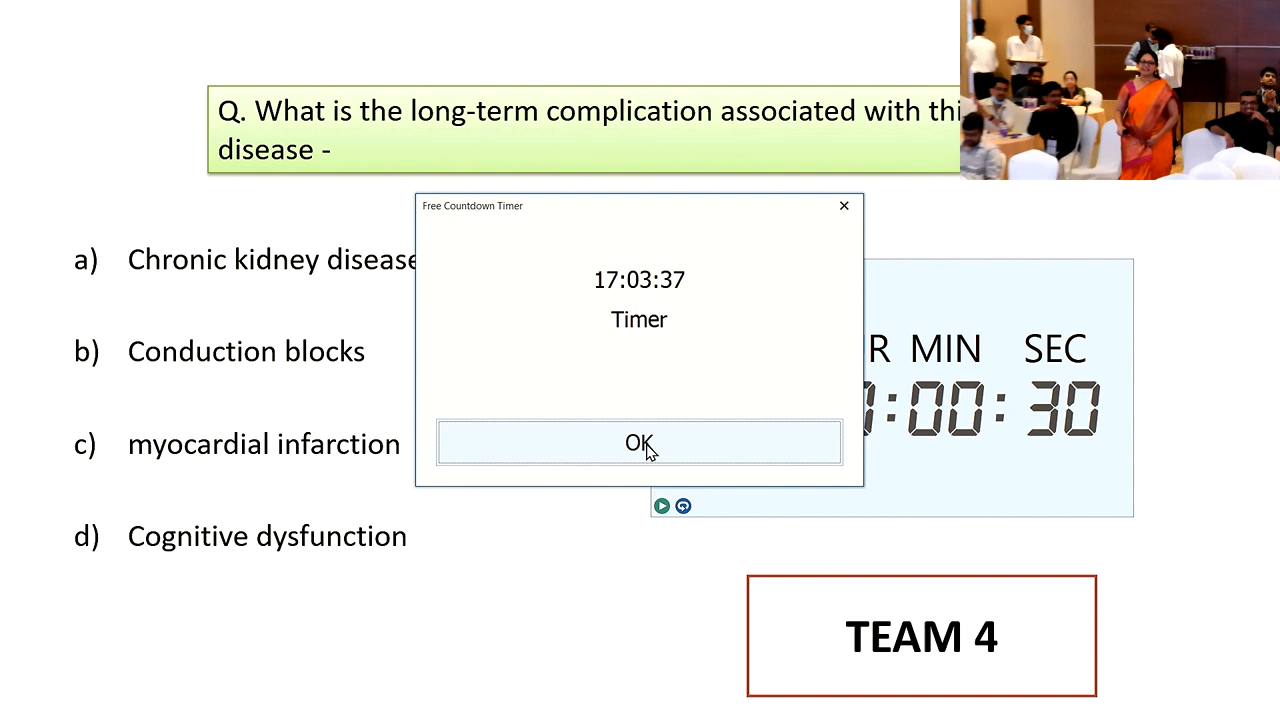 Q. What is the long-term complication associated with thi
disease -
Free Countdown Timer
a) Chronic kidney disease
17:03:37
Timer
b) Conduction blocks
R MIN SEC
:00: 30
c) myocardial infarction
OK
d) Cognitive dysfunction
TEAM 4